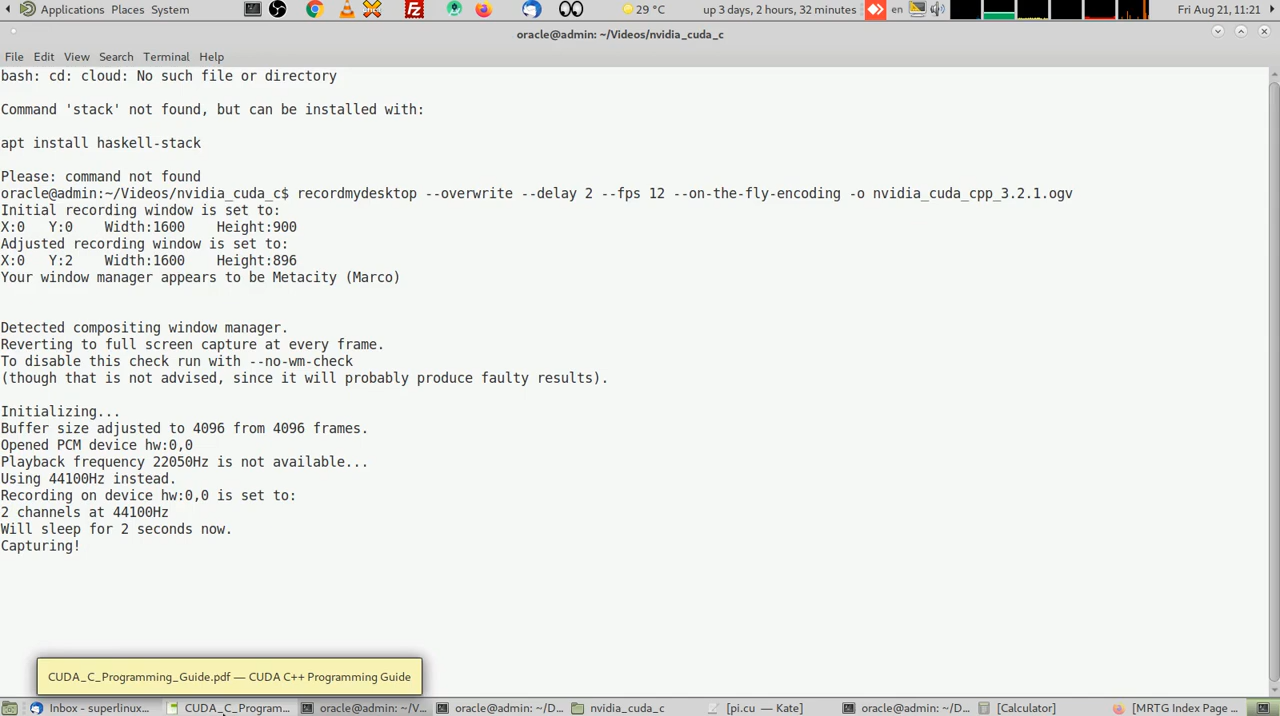 Applications Places System
29 °C
up 3 days, 2 hours, 32 minutes
en
Fri Aug 21, 11:21
oracle@admin: ~/Videos/nvidia_cuda_c
File Edit View Search Terminal Help
bash: cd: cloud: No such file or directory
Command 'stack' not found, but can be installed with:
apt install haskell-stack
Please: command not found
oracle@admin:~/Videos/nvidia_cuda_c$ recordmydesktop --overwrite --delay 2 --fps 12 --on-the-fly-encoding -o nvidia_cuda_cpp_3.2.1.ogv
Initial recording window is set to:
X:0 Y:0 Width:1600 Height:900
Adjusted recording window is set to:
X:0 Y:2 Width:1600 Height:896
Your window manager appears to be Metacity (Marco)
Detected compositing window manager.
Reverting to full screen capture at every frame.
To disable this check run with --no-wm-check
(though that is not advised, since it will probably produce faulty results).
Initializing...
Buffer size adjusted to 4096 from 4096 frames.
Opened PCM device hw:0,0
Playback frequency 22050Hz is not available...
Using 44100Hz instead.
Recording on device hw:0,0 is set to:
2 channels at 44100Hz
Will sleep for 2 seconds now.
Capturing!
CUDA_C_Programming_Guide.pdf — CUDA C++ Programming Guide
Inbox - superlinux... CUDA_C_Program... oracle@admin: ~/V... oracle@admin: ~/D... nvidia_cuda_c [pi.cu — Kate] oracle@admin: ~/D... [Calculator] [MRTG Index Page ...